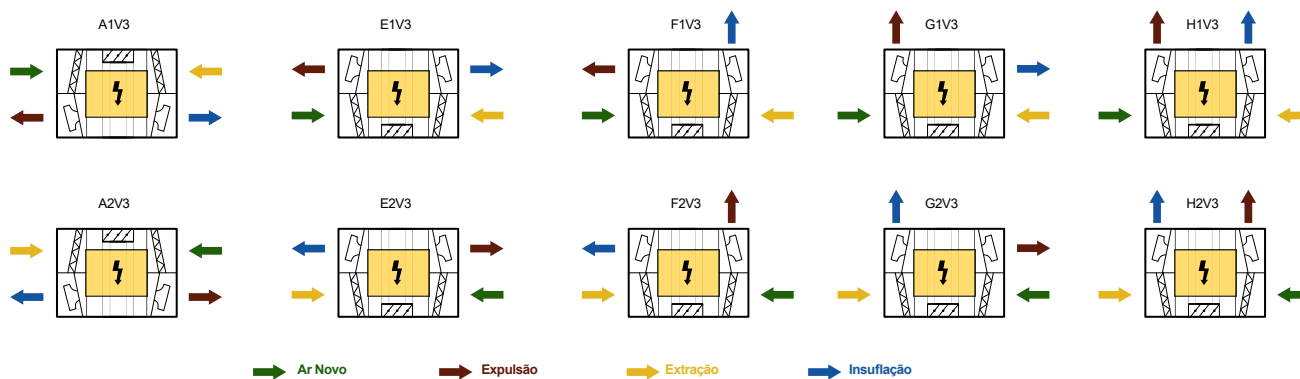 A1V3 E1V3 F1V3 G1V3 H1V3
A2V3 E2V3 F2V3 G2V3 H2V3
Ar Novo Expulsão Extração Insuflação